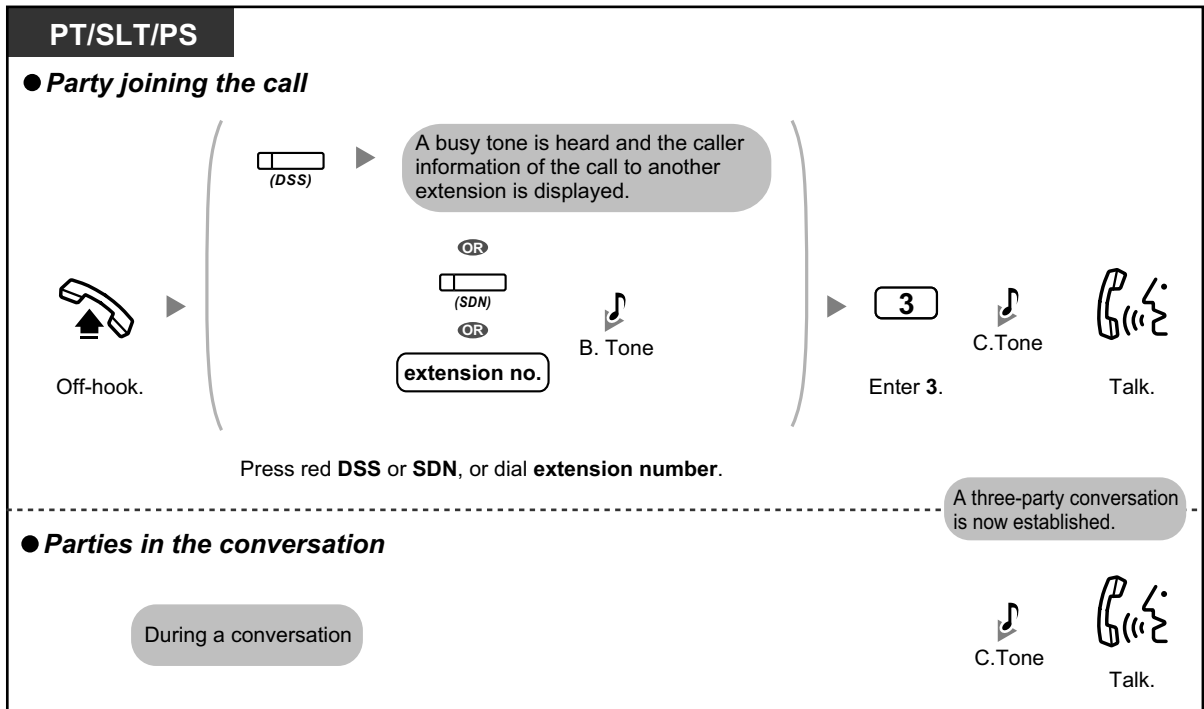 PT/SLT/PS
Party joining the call
A busy tone is heard and the caller
information of the call to another
extension is displayed.
(DSS)
OR
(SDN)
OR
extension no.
B. Tone
3
C.Tone
Off-hook.
Enter 3.
Talk.
Press red DSS or SDN, or dial extension number.
A three-party conversation
is now established.
Parties in the conversation
During a conversation
C.Tone
Talk.